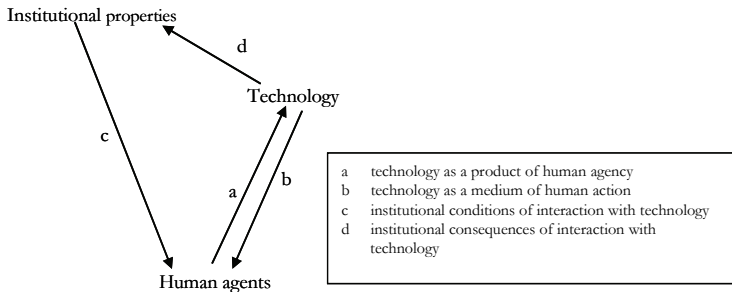 Institutional properties
d
Technology
c
a
b
Human agents
a technology as a product of human agency
b technology as a medium of human action
c institutional conditions of interaction with technology
d institutional consequences of interaction with
technology